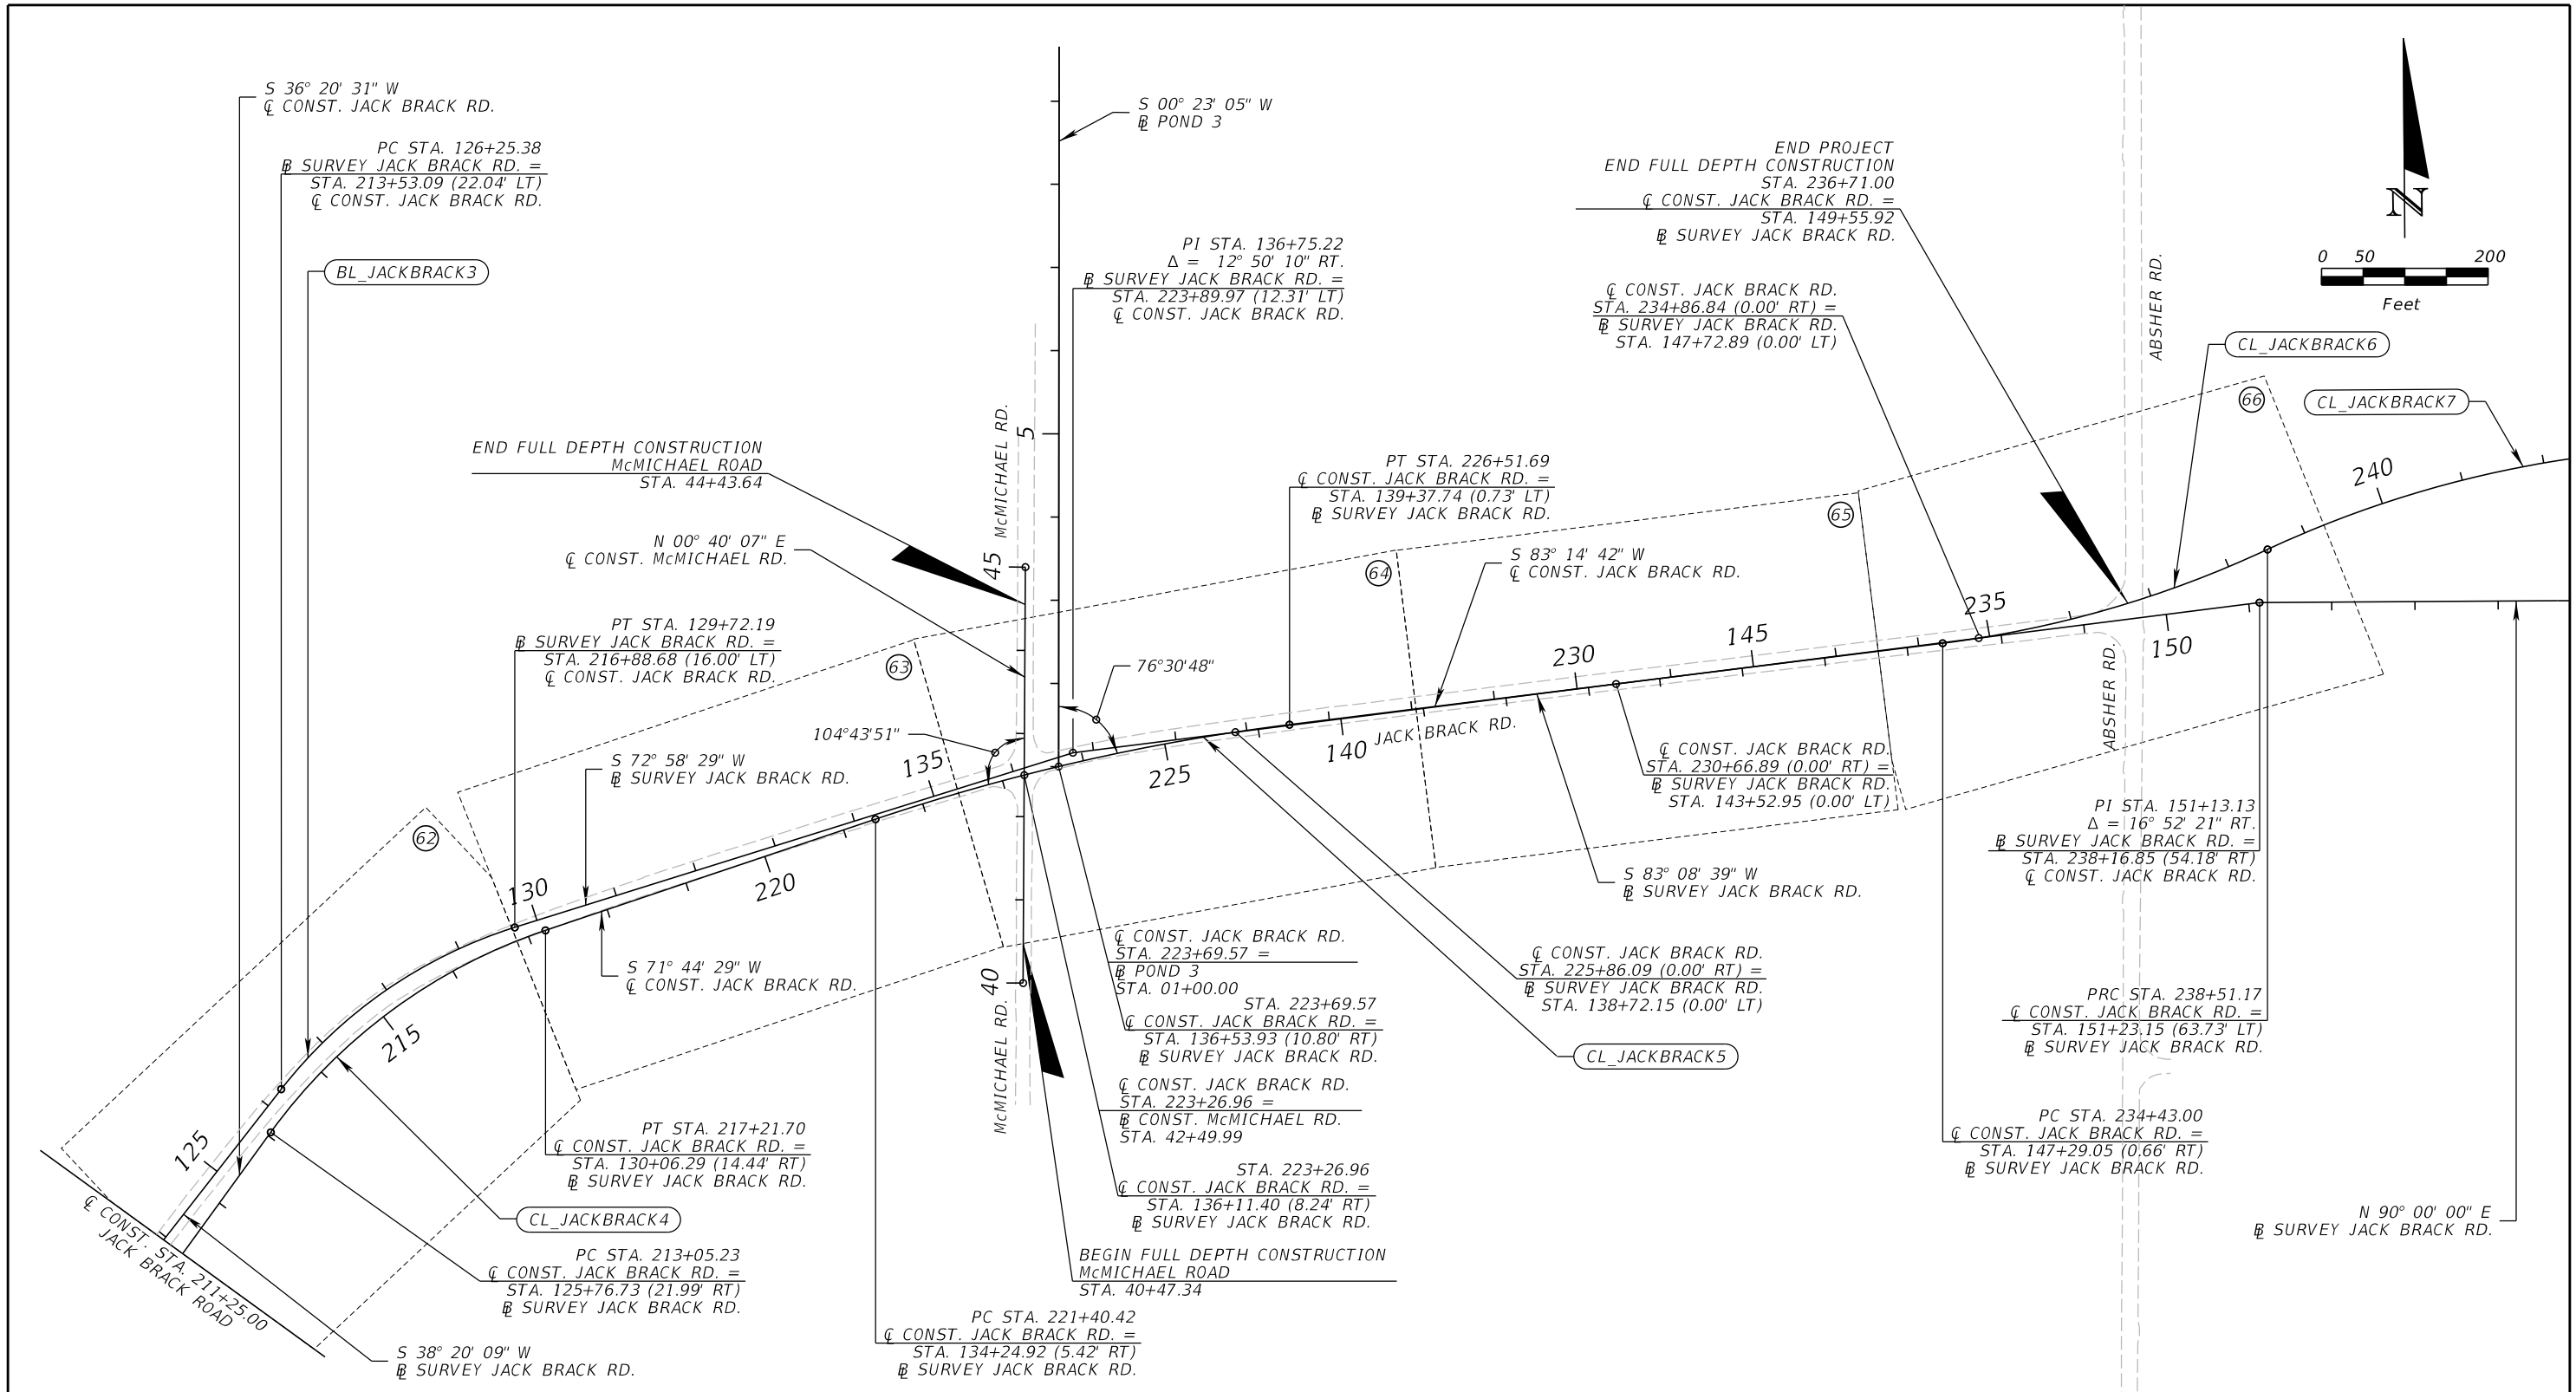 S 36° 20' 31" W
℄ CONST. JACK BRACK RD.
PC STA. 126+25.38
BL SURVEY JACK BRACK RD. =
STA. 213+53.09 (22.04' LT)
℄ CONST. JACK BRACK RD.
BL_JACKBRACK3
S 00° 23' 05" W
BL POND 3
PI STA. 136+75.22
Δ = 12° 50' 10" RT.
BL SURVEY JACK BRACK RD. =
STA. 223+89.97 (12.31' LT)
℄ CONST. JACK BRACK RD.
END PROJECT
END FULL DEPTH CONSTRUCTION
STA. 236+71.00
℄ CONST. JACK BRACK RD. =
STA. 149+55.92
BL SURVEY JACK BRACK RD.
℄ CONST. JACK BRACK RD.
STA. 234+86.84 (0.00' RT) =
BL SURVEY JACK BRACK RD.
STA. 147+72.89 (0.00' LT)
ABSHER RD.
N
0 50 200
Feet
CL_JACKBRACK6
CL_JACKBRACK7
66
240
END FULL DEPTH CONSTRUCTION
McMICHAEL ROAD
STA. 44+43.64
McMICHAEL RD.
5
45
N 00° 40' 07" E
℄ CONST. McMICHAEL RD.
PT STA. 226+51.69
℄ CONST. JACK BRACK RD. =
STA. 139+37.74 (0.73' LT)
BL SURVEY JACK BRACK RD.
65
64
S 83° 14' 42" W
℄ CONST. JACK BRACK RD.
PT STA. 129+72.19
BL SURVEY JACK BRACK RD. =
STA. 216+88.68 (16.00' LT)
℄ CONST. JACK BRACK RD.
63
76°30'48"
104°43'51"
235
150
145
230
140
JACK BRACK RD.
225
135
220
130
215
125
62
ABSHER RD.
S 72° 58' 29" W
BL SURVEY JACK BRACK RD.
℄ CONST. JACK BRACK RD.
STA. 230+66.89 (0.00' RT) =
BL SURVEY JACK BRACK RD.
STA. 143+52.95 (0.00' LT)
PI STA. 151+13.13
Δ = 16° 52' 21" RT.
BL SURVEY JACK BRACK RD. =
STA. 238+16.85 (54.18' RT)
℄ CONST. JACK BRACK RD.
S 83° 08' 39" W
BL SURVEY JACK BRACK RD.
S 71° 44' 29" W
℄ CONST. JACK BRACK RD.
40
McMICHAEL RD.
℄ CONST. JACK BRACK RD.
STA. 223+69.57 =
BL POND 3
STA. 01+00.00
STA. 223+69.57
℄ CONST. JACK BRACK RD. =
STA. 136+53.93 (10.80' RT)
BL SURVEY JACK BRACK RD.
℄ CONST. JACK BRACK RD.
STA. 225+86.09 (0.00' RT) =
BL SURVEY JACK BRACK RD.
STA. 138+72.15 (0.00' LT)
CL_JACKBRACK5
PRC STA. 238+51.17
℄ CONST. JACK BRACK RD. =
STA. 151+23.15 (63.73' LT)
BL SURVEY JACK BRACK RD.
℄ CONST. JACK BRACK RD.
STA. 223+26.96 =
BL CONST. McMICHAEL RD.
STA. 42+49.99
STA. 223+26.96
℄ CONST. JACK BRACK RD. =
STA. 136+11.40 (8.24' RT)
BL SURVEY JACK BRACK RD.
PC STA. 234+43.00
℄ CONST. JACK BRACK RD. =
STA. 147+29.05 (0.66' RT)
BL SURVEY JACK BRACK RD.
PT STA. 217+21.70
℄ CONST. JACK BRACK RD. =
STA. 130+06.29 (14.44' RT)
BL SURVEY JACK BRACK RD.
CL_JACKBRACK4
N 90° 00' 00" E
BL SURVEY JACK BRACK RD.
℄ CONST. STA. 211+25.00
JACK BRACK ROAD
PC STA. 213+05.23
℄ CONST. JACK BRACK RD. =
STA. 125+76.73 (21.99' RT)
BL SURVEY JACK BRACK RD.
BEGIN FULL DEPTH CONSTRUCTION
McMICHAEL ROAD
STA. 40+47.34
PC STA. 221+40.42
℄ CONST. JACK BRACK RD. =
STA. 134+24.92 (5.42' RT)
BL SURVEY JACK BRACK RD.
S 38° 20' 09" W
BL SURVEY JACK BRACK RD.